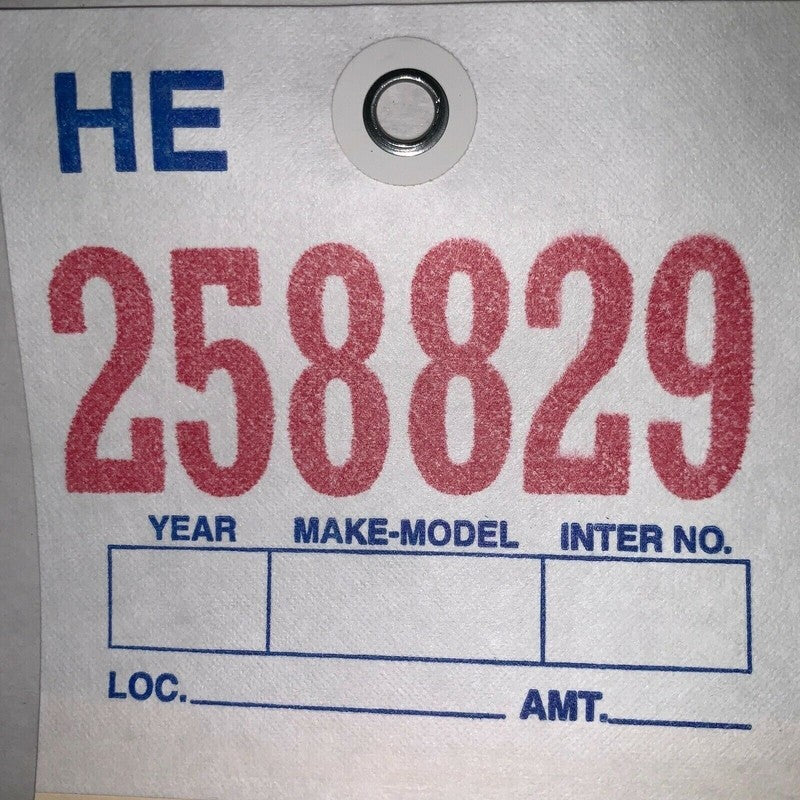 HE
258829
YEAR MAKE-MODEL INTER NO.
LOC. AMT.